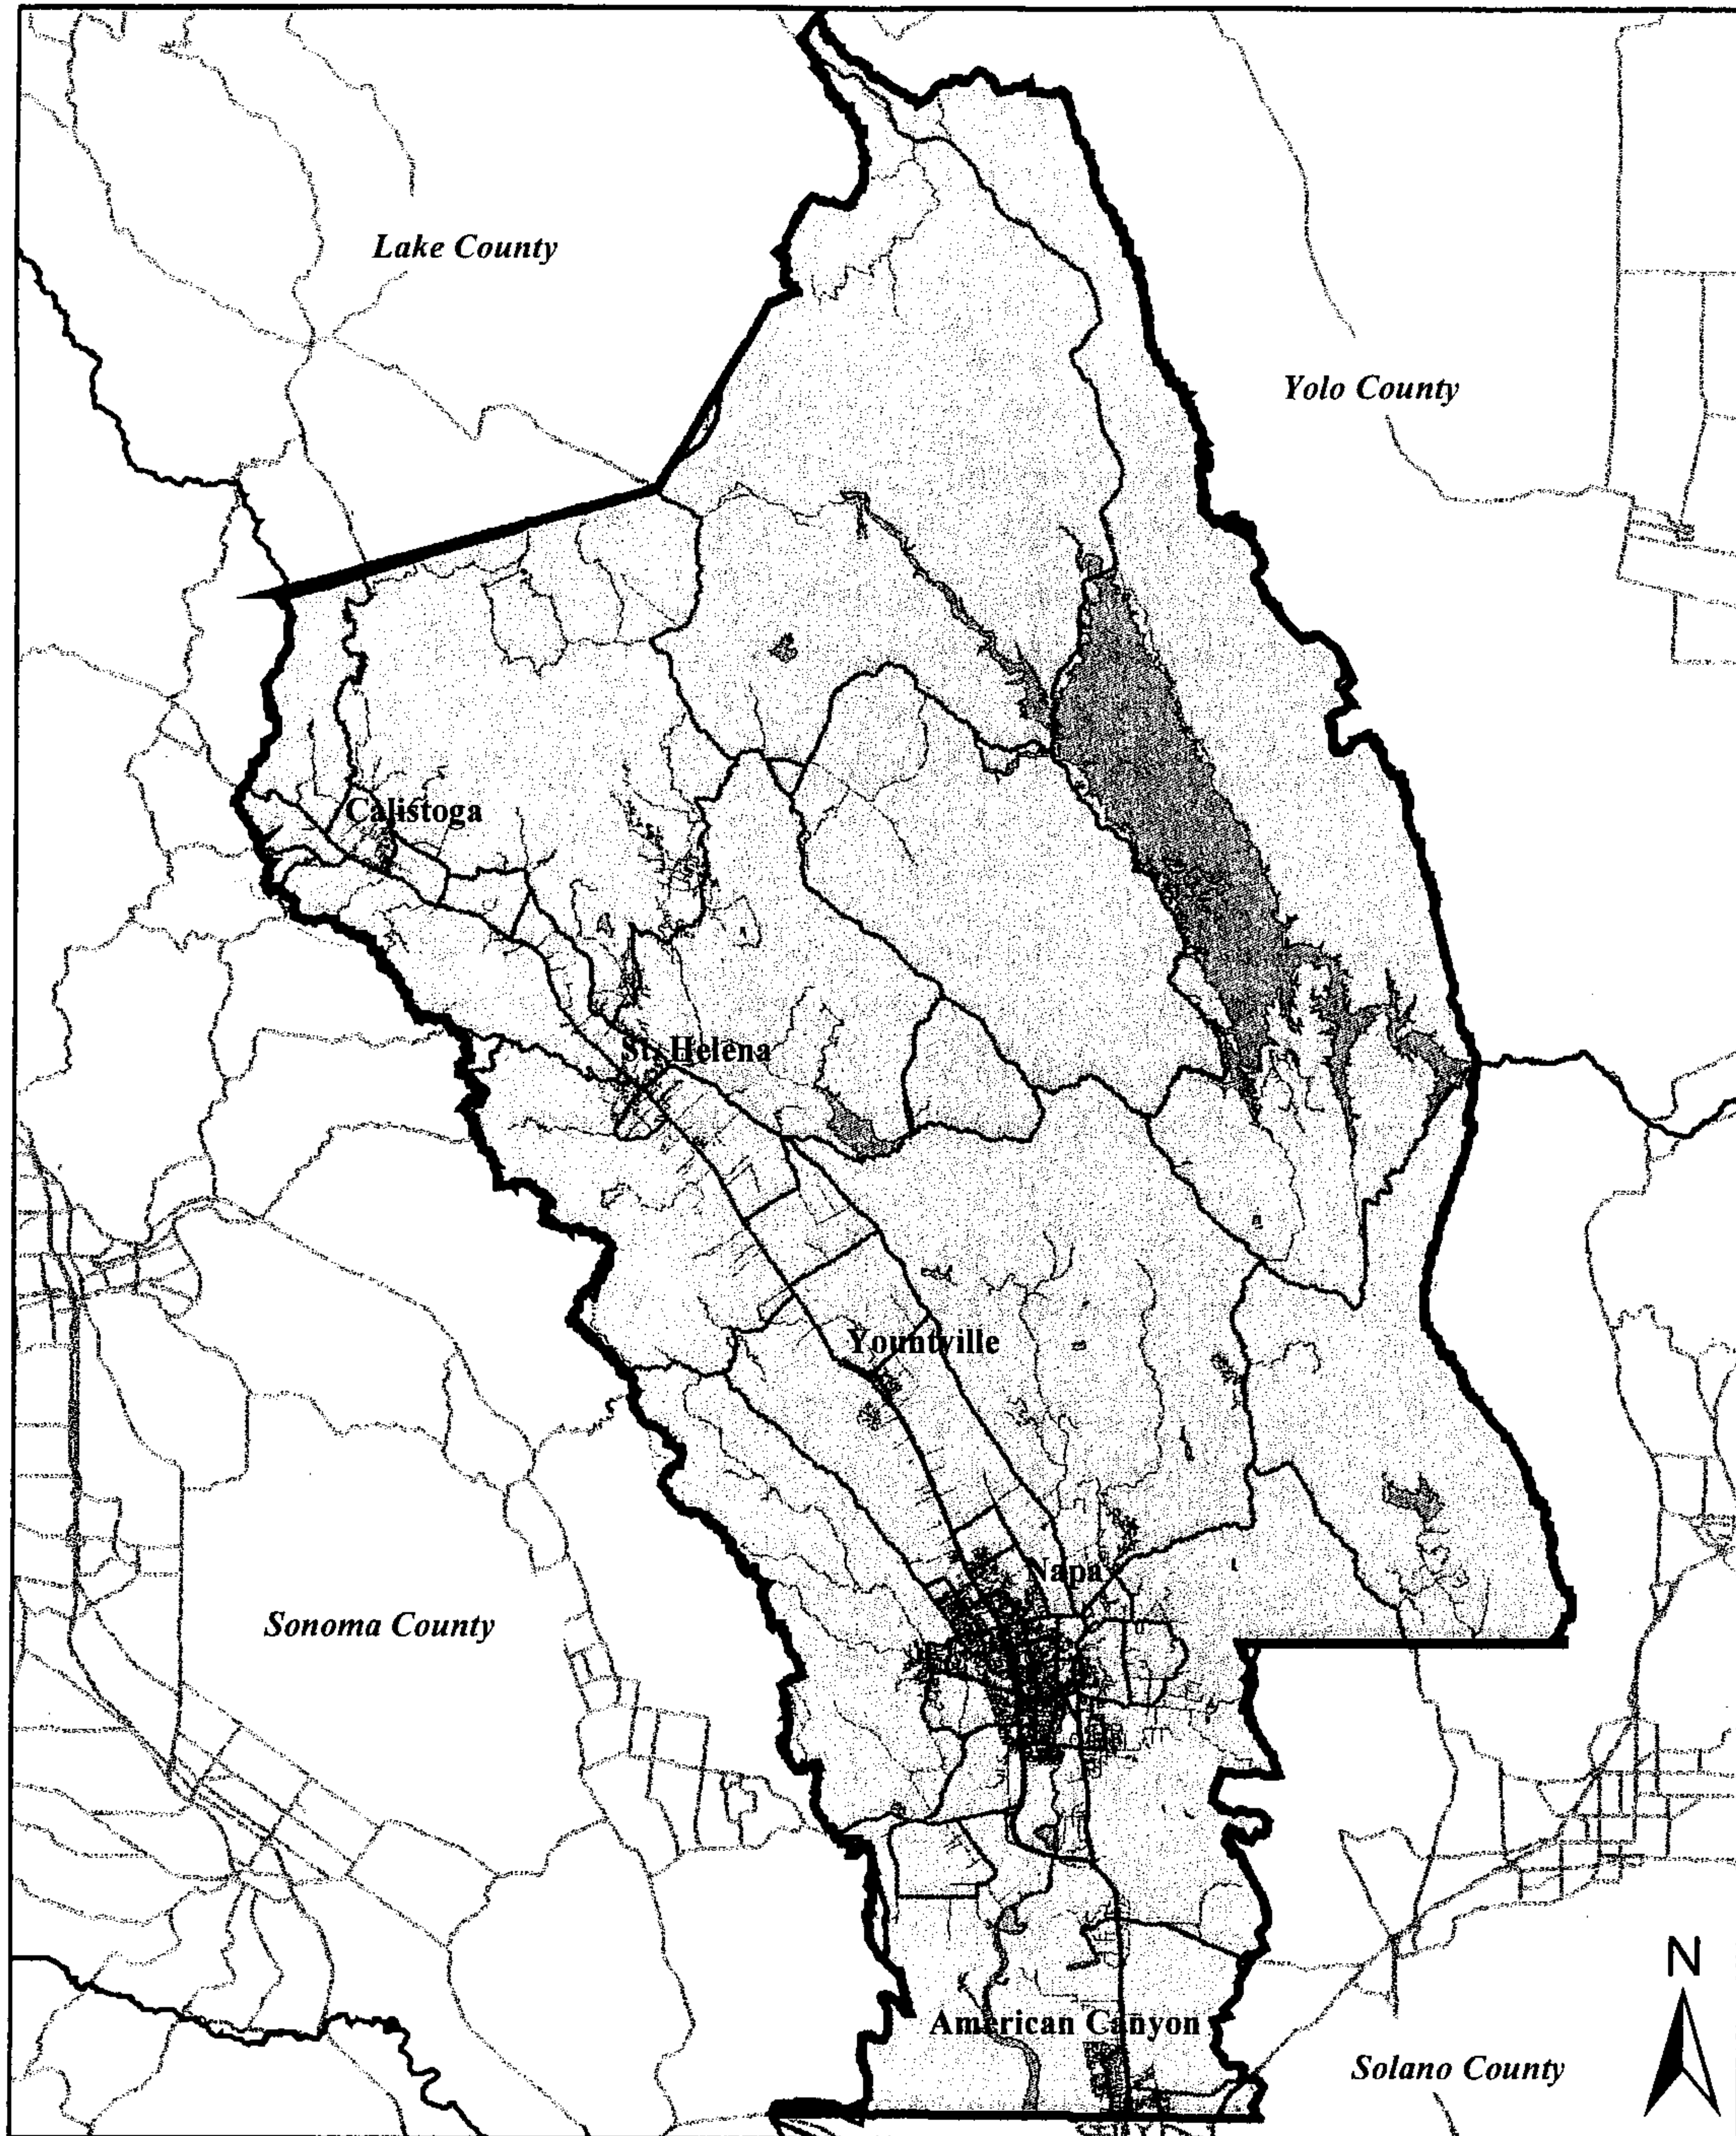 Lake County
Yolo County
Calistoga
St. Helena
Yountville
Napa
Sonoma County
N
American Canyon
Solano County